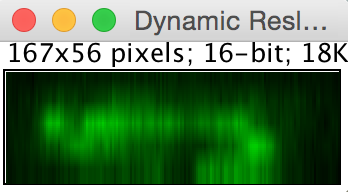 Dynamic Resl...
167x56 pixels; 16-bit; 18K